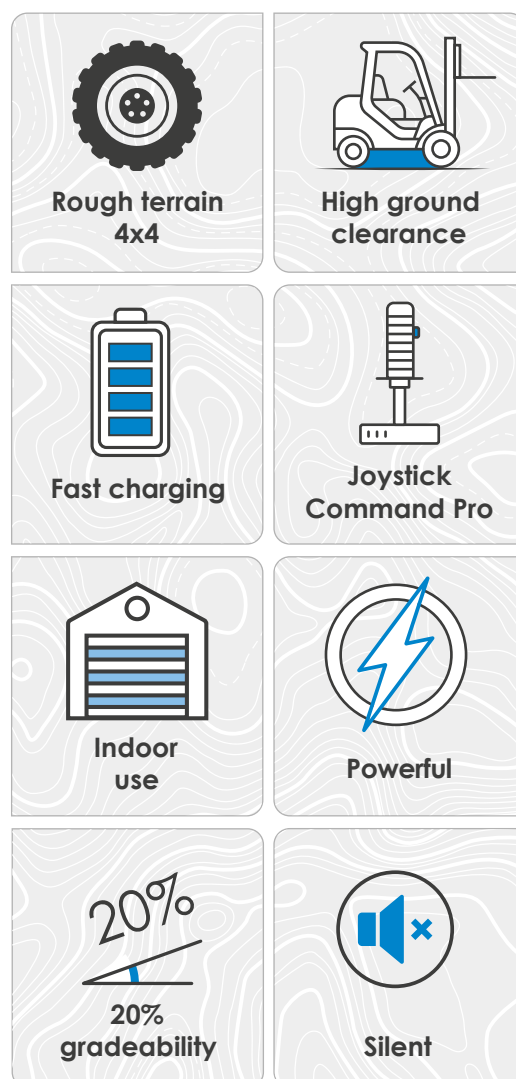 Rough terrain
4x4
High ground
clearance
Fast charging
Joystick
Command Pro
Indoor
use
Powerful
20%
20%
gradeability
Silent